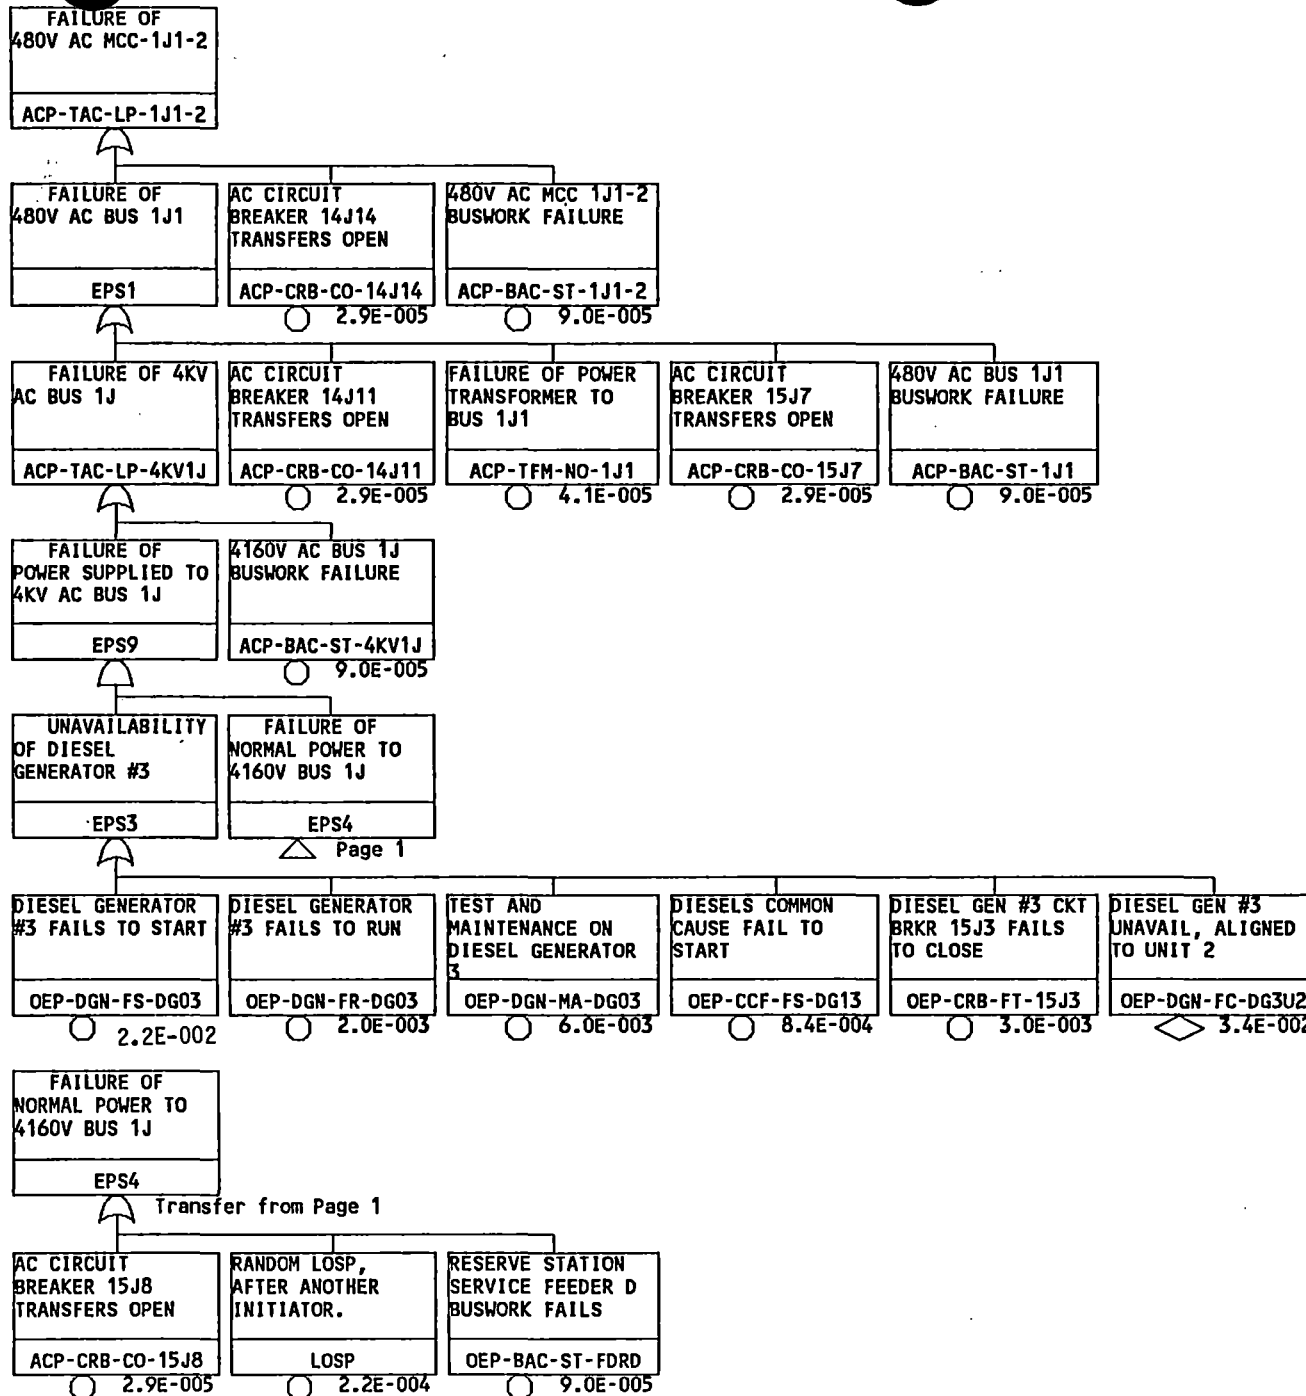 FAILURE OF
480V AC MCC-1J1-2
ACP-TAC-LP-1J1-2
FAILURE OF
480V AC BUS 1J1
EPS1
AC CIRCUIT
BREAKER 14J14
TRANSFERS OPEN
ACP-CRB-CO-14J14
2.9E-005
480V AC MCC 1J1-2
BUSWORK FAILURE
ACP-BAC-ST-1J1-2
9.0E-005
FAILURE OF 4KV
AC BUS 1J
ACP-TAC-LP-4KV1J
AC CIRCUIT
BREAKER 14J11
TRANSFERS OPEN
ACP-CRB-CO-14J11
2.9E-005
FAILURE OF POWER
TRANSFORMER TO
BUS 1J1
ACP-TFM-NO-1J1
4.1E-005
AC CIRCUIT
BREAKER 15J7
TRANSFERS OPEN
ACP-CRB-CO-15J7
2.9E-005
480V AC BUS 1J1
BUSWORK FAILURE
ACP-BAC-ST-1J1
9.0E-005
FAILURE OF
POWER SUPPLIED TO
4KV AC BUS 1J
EPS9
4160V AC BUS 1J
BUSWORK FAILURE
ACP-BAC-ST-4KV1J
9.0E-005
UNAVAILABILITY
OF DIESEL
GENERATOR #3
EPS3
FAILURE OF
NORMAL POWER TO
4160V BUS 1J
EPS4
Page 1
DIESEL GENERATOR
#3 FAILS TO START
OEP-DGN-FS-DG03
2.2E-002
DIESEL GENERATOR
#3 FAILS TO RUN
OEP-DGN-FR-DG03
2.0E-003
TEST AND
MAINTENANCE ON
DIESEL GENERATOR
3
OEP-DGN-MA-DG03
6.0E-003
DIESELS COMMON
CAUSE FAIL TO
START
OEP-CCF-FS-DG13
8.4E-004
DIESEL GEN #3 CKT
BRKR 15J3 FAILS
TO CLOSE
OEP-CRB-FT-15J3
3.0E-003
DIESEL GEN #3
UNAVAIL, ALIGNED
TO UNIT 2
OEP-DGN-FC-DG3U2
3.4E-002
FAILURE OF
NORMAL POWER TO
4160V BUS 1J
EPS4
Transfer from Page 1
AC CIRCUIT
BREAKER 15J8
TRANSFERS OPEN
ACP-CRB-CO-15J8
2.9E-005
RANDOM LOSP,
AFTER ANOTHER
INITIATOR.
LOSP
2.2E-004
RESERVE STATION
SERVICE FEEDER D
BUSWORK FAILS
OEP-BAC-ST-FDRD
9.0E-005